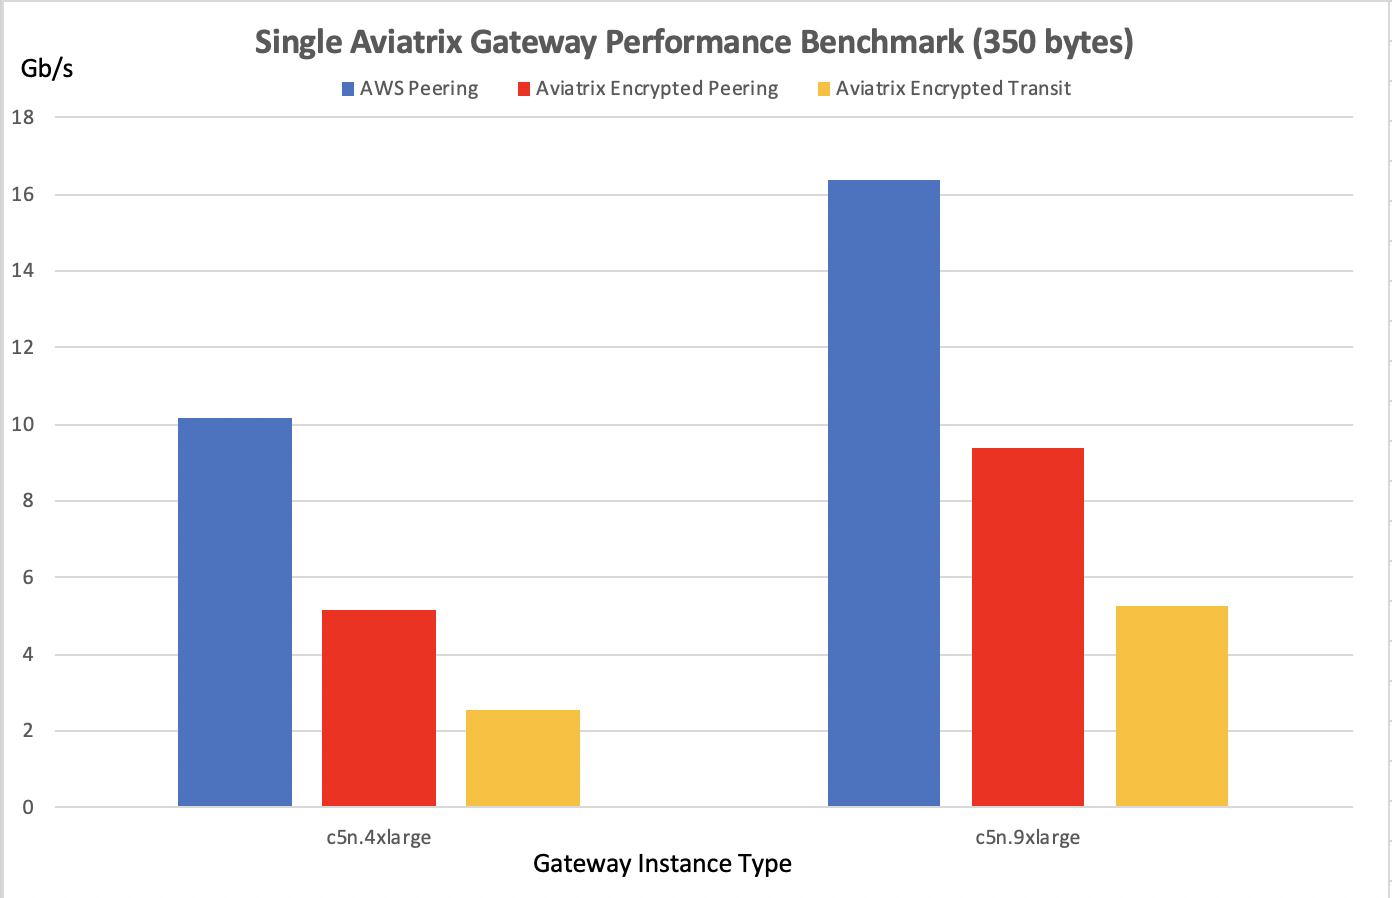 Single Aviatrix Gateway Performance Benchmark (350 bytes)
Gb/s
AWS Peering
Aviatrix Encrypted Peering
Aviatrix Encrypted Transit
18
16
14
12
10
8
6
4
2
0
c5n.4xlarge
c5n.9xlarge
Gateway Instance Type